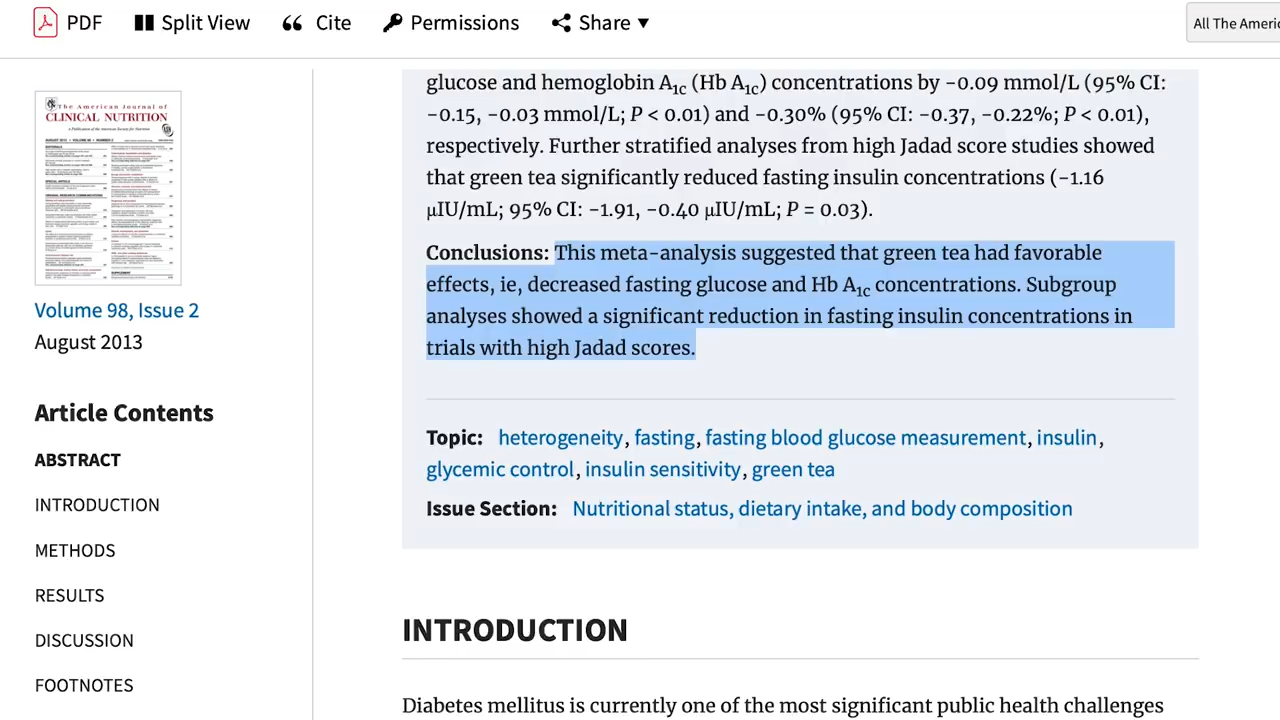 PDF Split View Cite Permissions Share ▼
All The Americ
The American Journal of
CLINICAL NUTRITION
Volume 98, Issue 2
August 2013
Article Contents
ABSTRACT
INTRODUCTION
METHODS
RESULTS
DISCUSSION
FOOTNOTES
glucose and hemoglobin A1c (Hb A1c) concentrations by −0.09 mmol/L (95% CI:
−0.15, −0.03 mmol/L; P < 0.01) and −0.30% (95% CI: −0.37, −0.22%; P < 0.01),
respectively. Further stratified analyses from high Jadad score studies showed
that green tea significantly reduced fasting insulin concentrations (−1.16
μIU/mL; 95% CI: −1.91, −0.40 μIU/mL; P = 0.03).
Conclusions: This meta-analysis suggested that green tea had favorable
effects, ie, decreased fasting glucose and Hb A1c concentrations. Subgroup
analyses showed a significant reduction in fasting insulin concentrations in
trials with high Jadad scores.
Topic: heterogeneity, fasting, fasting blood glucose measurement, insulin,
glycemic control, insulin sensitivity, green tea
Issue Section: Nutritional status, dietary intake, and body composition
INTRODUCTION
Diabetes mellitus is currently one of the most significant public health challenges